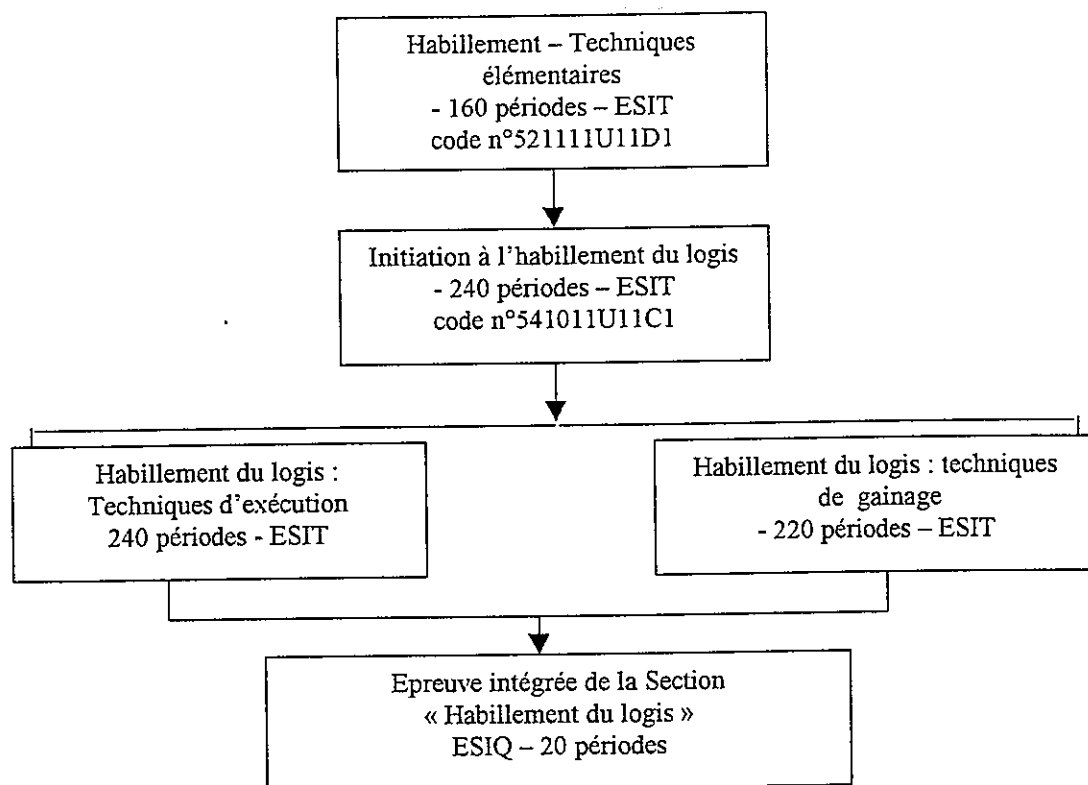 Habillement – Techniques
élémentaires
- 160 périodes – ESIT
code n°521111U11D1
Initiation à l'habillement du logis
- 240 périodes – ESIT
code n°541011U11C1
Habillement du logis :
Techniques d'exécution
240 périodes - ESIT
Habillement du logis : techniques
de gainage
- 220 périodes – ESIT
Epreuve intégrée de la Section
« Habillement du logis »
ESIQ – 20 périodes